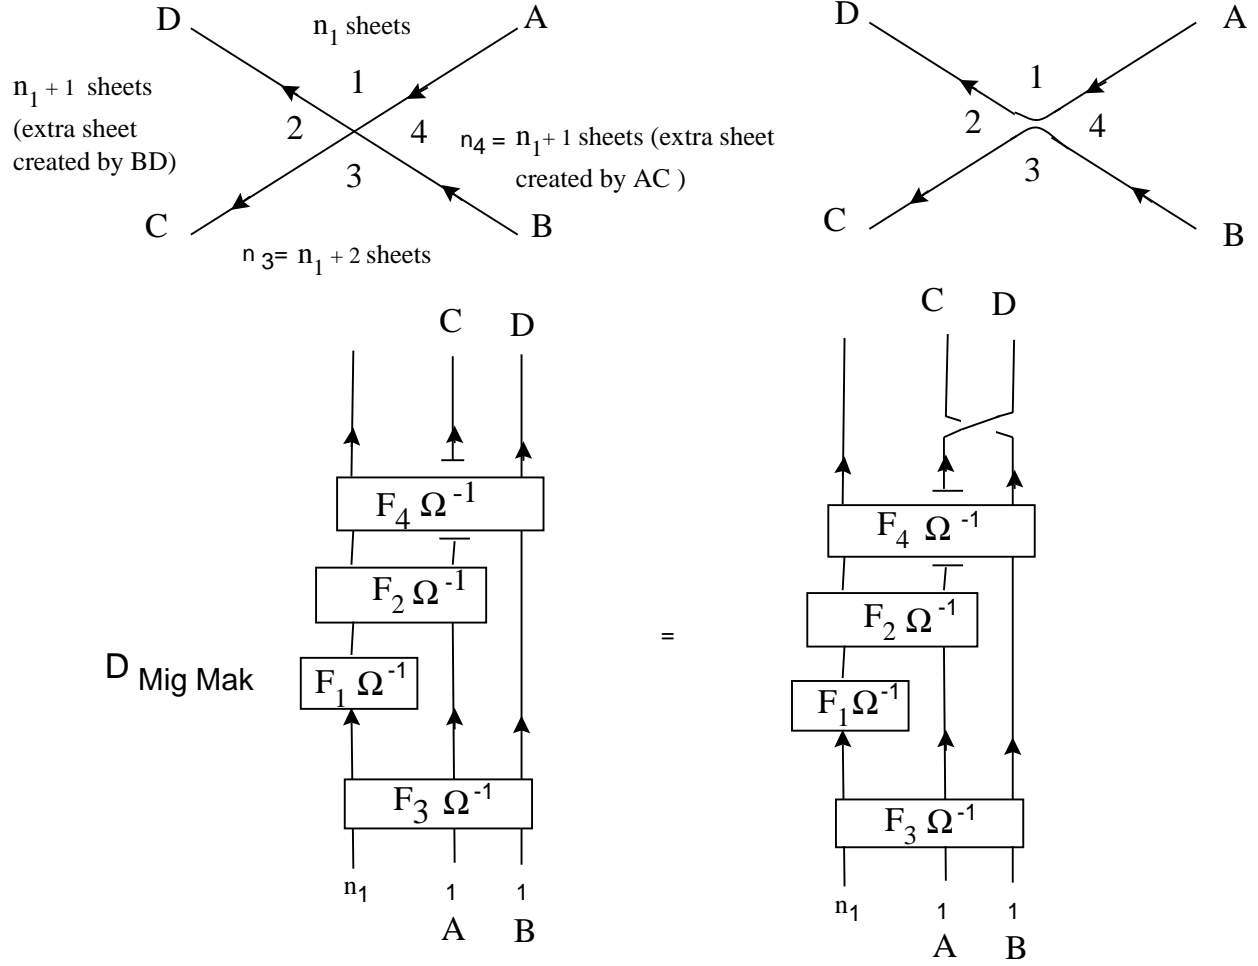 D
n1 sheets
A
n1 + 1 sheets
(extra sheet
created by BD)
1
2
4
3
n4 = n1 + 1 sheets (extra sheet
created by AC )
C
B
n3 = n1 + 2 sheets
D
A
1
2
4
3
C
B
C D
F4 Ω-1
F2 Ω-1
F1 Ω-1
F3 Ω-1
n1 1 1
A B
D Mig Mak
=
C D
F4 Ω-1
F2 Ω-1
F1 Ω-1
F3 Ω-1
n1 1 1
A B